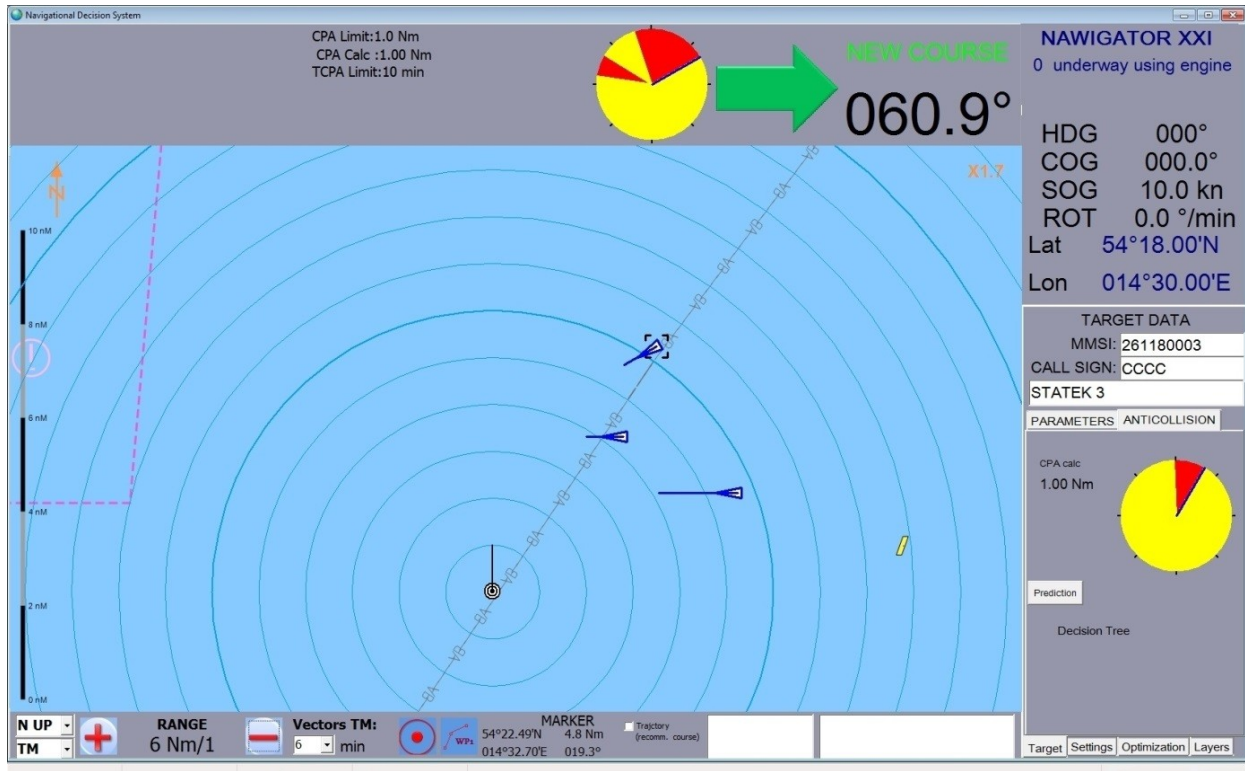 Navigational Decision System
CPA Limit:1.0 Nm
CPA Calc :1.00 Nm
TCPA Limit:10 min
NEW COURSE
060.9°
NAWIGATOR XXI
0 underway using engine
HDG 000°
COG 000.0°
SOG 10.0 kn
ROT 0.0 °/min
Lat 54°18.00'N
Lon 014°30.00'E
X1.7
N
10 nM
8 nM
6 nM
4 nM
2 nM
0 nM
TARGET DATA
MMSI: 261180003
CALL SIGN: CCCC
STATEK 3
PARAMETERS ANTICOLLISION
CPA calc
1.00 Nm
Prediction
Decision Tree
N UP
TM
RANGE
6 Nm/1
Vectors TM:
6 min
WP1
MARKER
54°22.49'N 4.8 Nm
014°32.70'E 019.3°
Trajctory
(recomm. course)
Target Settings Optimization Layers